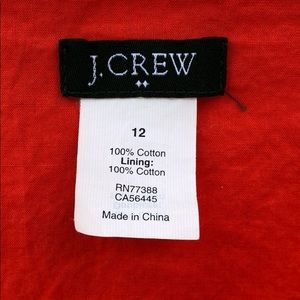 J.CREW
12
100% Cotton
Lining:
100% Cotton
RN77388
CA56445
Made in China